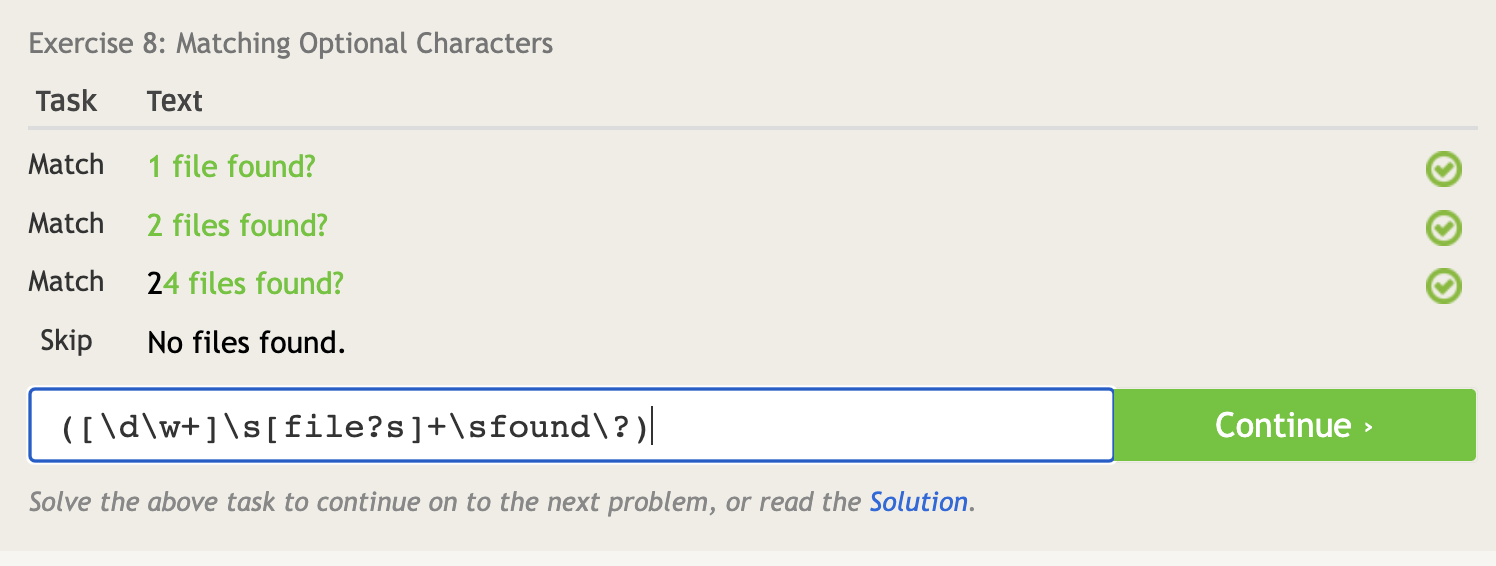 Exercise 8: Matching Optional Characters
Task Text
Match 1 file found?
Match 2 files found?
Match 24 files found?
Skip No files found.
([\d\w+]\s[file?s]+\sfound\?)
Continue ›
Solve the above task to continue on to the next problem, or read the Solution.